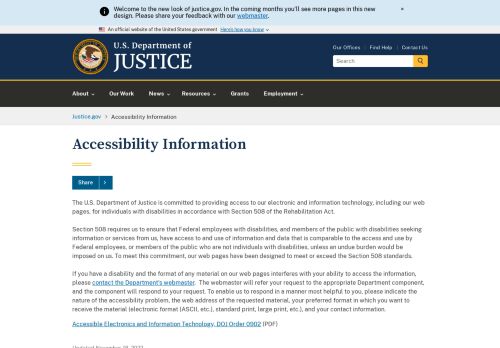 Welcome to the new look of justice.gov. In the coming months you'll see more pages in this new
design. Please share your feedback with our webmaster.
×
An official website of the United States government Here's how you know
U.S. Department of
JUSTICE
Our Offices | Find Help | Contact Us
Search
About Our Work News Resources Grants Employment
Justice.gov > Accessibility Information
Accessibility Information
Share
The U.S. Department of Justice is committed to providing access to our electronic and information technology, including our web
pages, for individuals with disabilities in accordance with Section 508 of the Rehabilitation Act.
Section 508 requires us to ensure that Federal employees with disabilities, and members of the public with disabilities seeking
information or services from us, have access to and use of information and data that is comparable to the access and use by
Federal employees, or members of the public who are not individuals with disabilities, unless an undue burden would be
imposed on us. To meet this commitment, our web pages have been designed to meet or exceed the Section 508 standards.
If you have a disability and the format of any material on our web pages interferes with your ability to access the information,
please contact the Department's webmaster. The webmaster will refer your request to the appropriate Department component,
and the component will respond to your request. To enable us to respond in a manner most helpful to you, please indicate the
nature of the accessibility problem, the web address of the requested material, your preferred format in which you want to
receive the material (electronic format (ASCII, etc.), standard print, large print, etc.), and your contact information.
Accessible Electronics and Information Technology, DOJ Order 0902 (PDF)